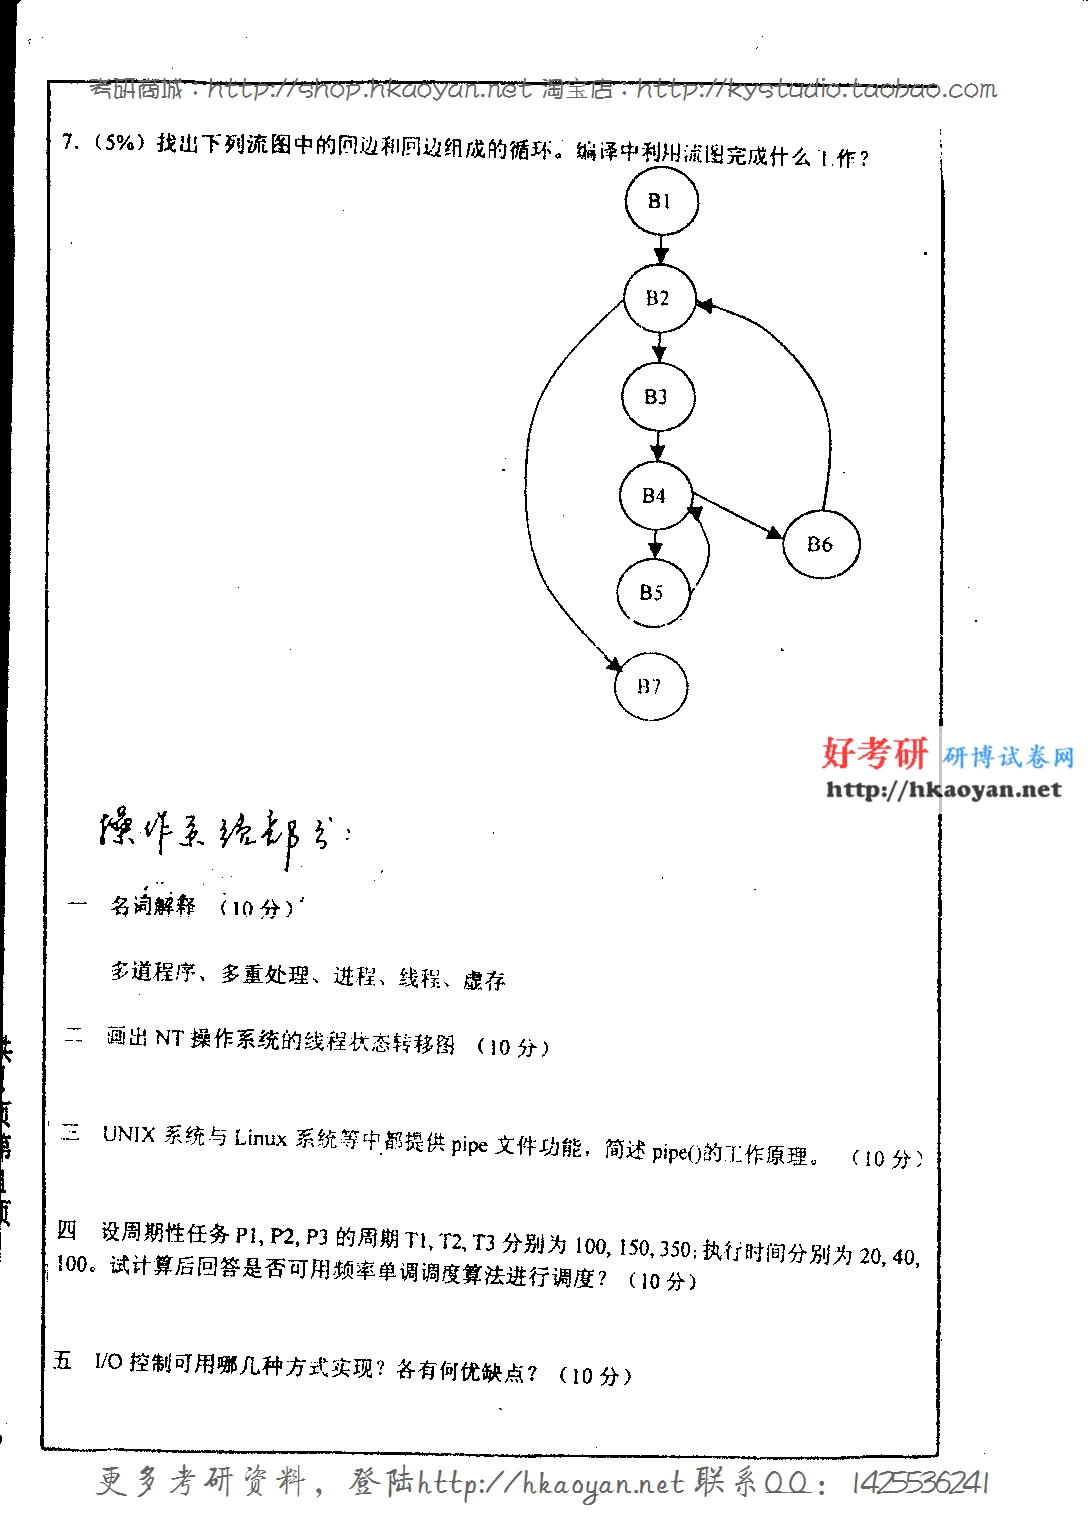 考研商城：http://shop.hkaoyan.net 淘宝店：http://kystudio.taobao.com
7.（5%）找出下列流图中的回边和回边组成的循环。编译中利用流图完成什么工作？
B1
B2
B3
B4
B6
B5
B7
好考研 研博试卷网
http://hkaoyan.net
操作系统部分：
一 名词解释 （10 分）
多道程序、多重处理、进程、线程、虚存
二 画出 NT 操作系统的线程状态转移图 （10 分）
三 UNIX 系统与 Linux 系统等中都提供 pipe 文件功能，简述 pipe()的工作原理。 （10 分）
四 设周期性任务 P1, P2, P3 的周期 T1, T2, T3 分别为 100, 150, 350; 执行时间分别为 20, 40,
100。试计算后回答是否可用频率单调调度算法进行调度？（10 分）
五 I/O 控制可用哪几种方式实现？各有何优缺点？（10 分）
更多考研资料，登陆http://hkaoyan.net 联系QQ：1425536241